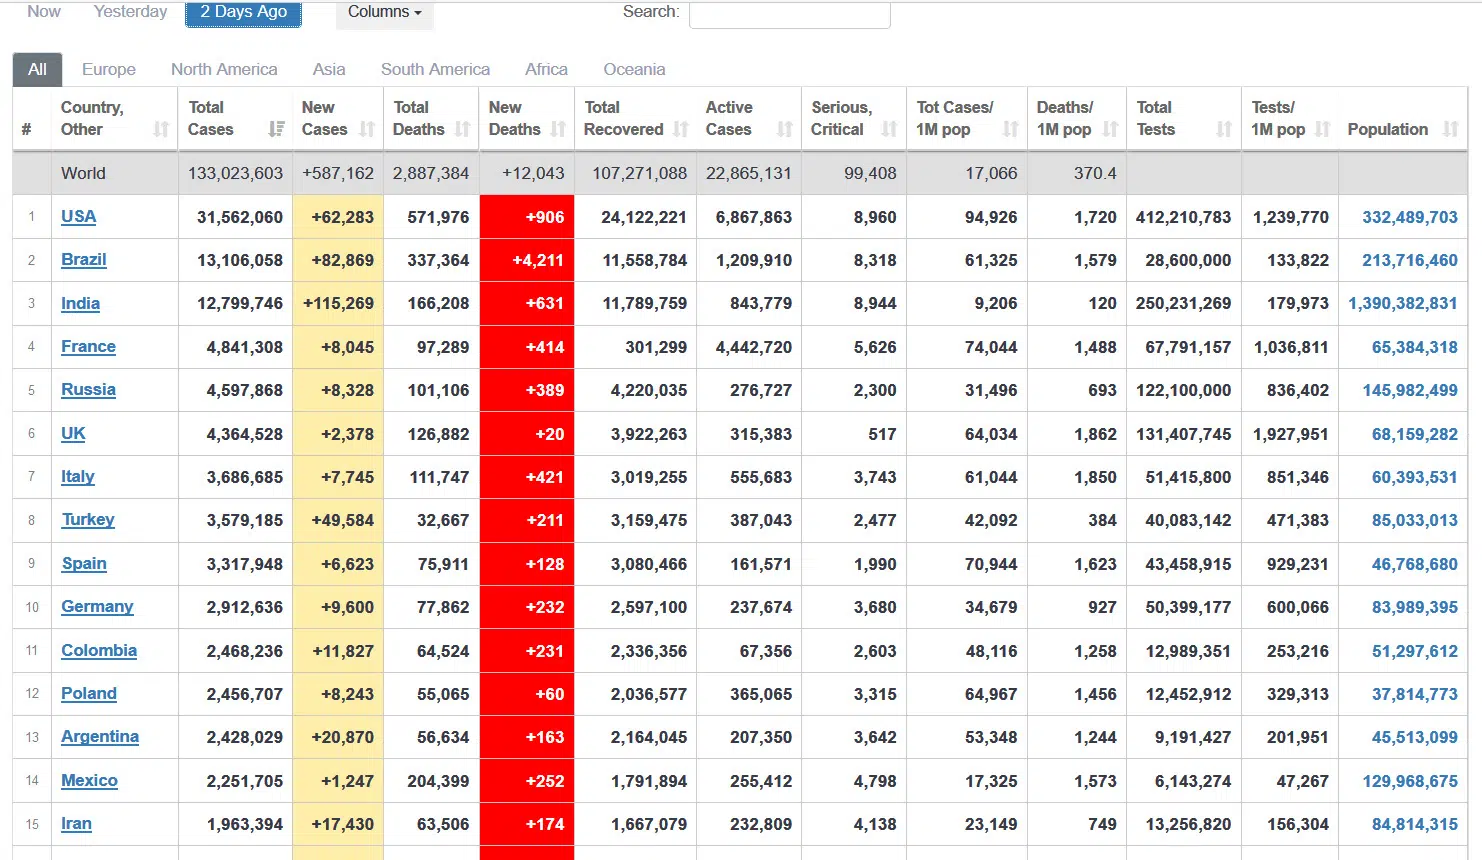 Now Yesterday 2 Days Ago Columns Search:
All Europe North America Asia South America Africa Oceania
# Country, Other Total Cases New Cases Total Deaths New Deaths Total Recovered Active Cases Serious, Critical Tot Cases/ 1M pop Deaths/ 1M pop Total Tests Tests/ 1M pop Population
World 133,023,603 +587,162 2,887,384 +12,043 107,271,088 22,865,131 99,408 17,066 370.4
1 USA 31,562,060 +62,283 571,976 +906 24,122,221 6,867,863 8,960 94,926 1,720 412,210,783 1,239,770 332,489,703
2 Brazil 13,106,058 +82,869 337,364 +4,211 11,558,784 1,209,910 8,318 61,325 1,579 28,600,000 133,822 213,716,460
3 India 12,799,746 +115,269 166,208 +631 11,789,759 843,779 8,944 9,206 120 250,231,269 179,973 1,390,382,831
4 France 4,841,308 +8,045 97,289 +414 301,299 4,442,720 5,626 74,044 1,488 67,791,157 1,036,811 65,384,318
5 Russia 4,597,868 +8,328 101,106 +389 4,220,035 276,727 2,300 31,496 693 122,100,000 836,402 145,982,499
6 UK 4,364,528 +2,378 126,882 +20 3,922,263 315,383 517 64,034 1,862 131,407,745 1,927,951 68,159,282
7 Italy 3,686,685 +7,745 111,747 +421 3,019,255 555,683 3,743 61,044 1,850 51,415,800 851,346 60,393,531
8 Turkey 3,579,185 +49,584 32,667 +211 3,159,475 387,043 2,477 42,092 384 40,083,142 471,383 85,033,013
9 Spain 3,317,948 +6,623 75,911 +128 3,080,466 161,571 1,990 70,944 1,623 43,458,915 929,231 46,768,680
10 Germany 2,912,636 +9,600 77,862 +232 2,597,100 237,674 3,680 34,679 927 50,399,177 600,066 83,989,395
11 Colombia 2,468,236 +11,827 64,524 +231 2,336,356 67,356 2,603 48,116 1,258 12,989,351 253,216 51,297,612
12 Poland 2,456,707 +8,243 55,065 +60 2,036,577 365,065 3,315 64,967 1,456 12,452,912 329,313 37,814,773
13 Argentina 2,428,029 +20,870 56,634 +163 2,164,045 207,350 3,642 53,348 1,244 9,191,427 201,951 45,513,099
14 Mexico 2,251,705 +1,247 204,399 +252 1,791,894 255,412 4,798 17,325 1,573 6,143,274 47,267 129,968,675
15 Iran 1,963,394 +17,430 63,506 +174 1,667,079 232,809 4,138 23,149 749 13,256,820 156,304 84,814,315